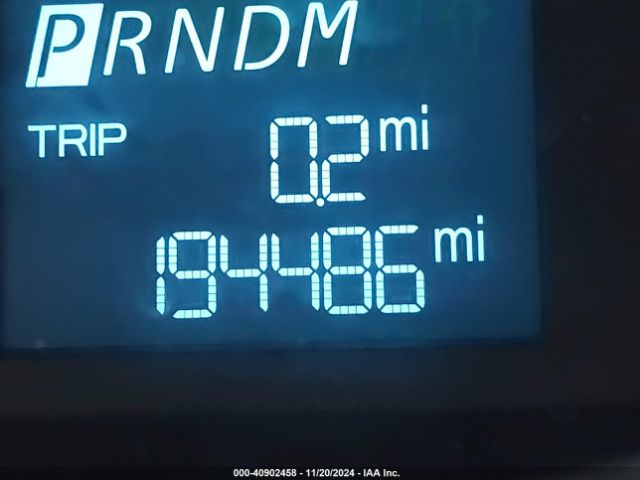 PRNDM
TRIP 0.2 mi
194486 mi
000-40902458 - 11/20/2024 - IAA Inc.